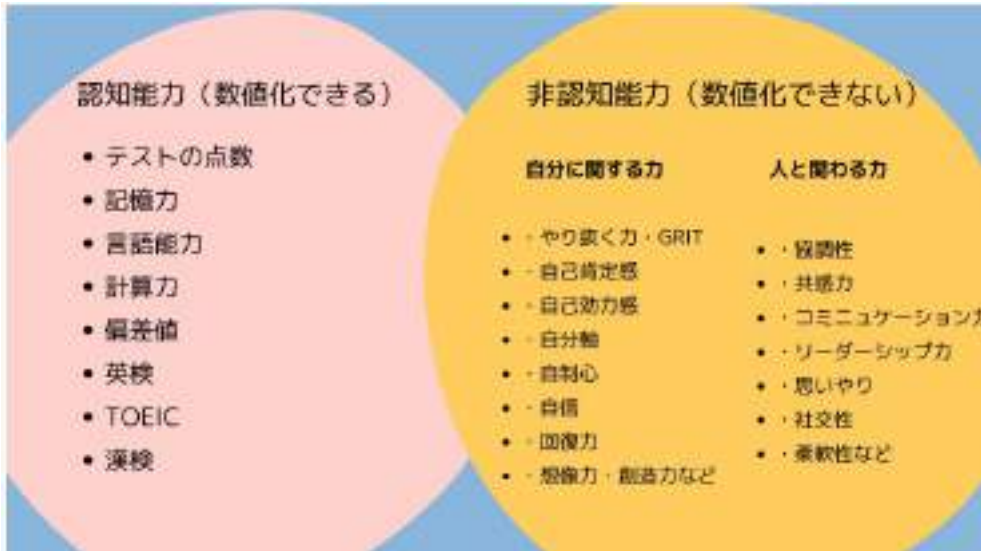 認知能力（数値化できる）
• テストの点数
• 記憶力
• 言語能力
• 計算力
• 偏差値
• 英検
• TOEIC
• 漢検
非認知能力（数値化できない）
自分に関する力
• ・やり抜く力・GRIT
• ・自己肯定感
• ・自己効力感
• ・自分軸
• ・自制心
• ・自信
• ・回復力
• ・想像力・創造力など
人と関わる力
• ・協調性
• ・共感力
• ・コミニュケーション力
• ・リーダーシップ力
• ・思いやり
• ・社交性
• ・柔軟性など